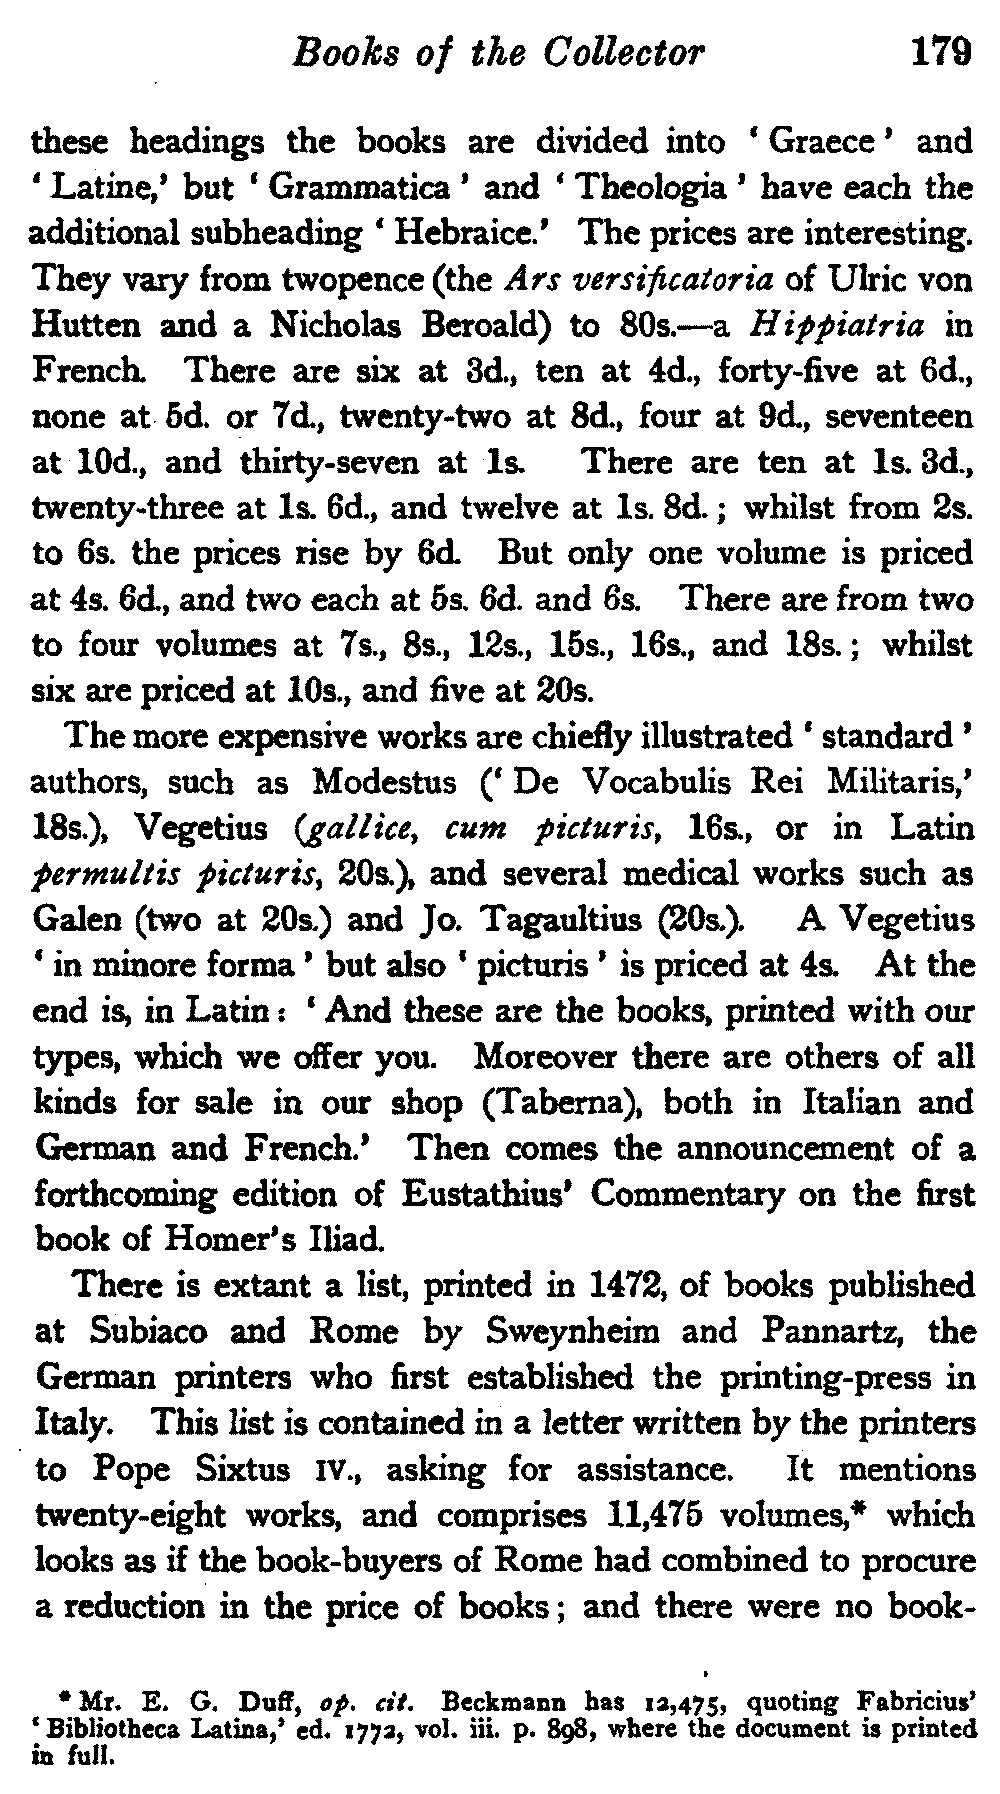 Books of the Collector 179
these headings the books are divided into ‘ Graece ’ and
‘ Latine,’ but ‘ Grammatica ’ and ‘ Theologia ’ have each the
additional subheading ‘ Hebraice.’ The prices are interesting.
They vary from twopence (the Ars versificatoria of Ulric von
Hutten and a Nicholas Beroald) to 80s.—a Hippiatria in
French. There are six at 3d., ten at 4d., forty-five at 6d.,
none at 5d. or 7d., twenty-two at 8d., four at 9d., seventeen
at 10d., and thirty-seven at 1s. There are ten at 1s. 3d.,
twenty-three at 1s. 6d., and twelve at 1s. 8d. ; whilst from 2s.
to 6s. the prices rise by 6d. But only one volume is priced
at 4s. 6d., and two each at 5s. 6d. and 6s. There are from two
to four volumes at 7s., 8s., 12s., 15s., 16s., and 18s. ; whilst
six are priced at 10s., and five at 20s.
The more expensive works are chiefly illustrated ‘ standard ’
authors, such as Modestus (‘ De Vocabulis Rei Militaris,’
18s.), Vegetius (gallice, cum picturis, 16s., or in Latin
permultis picturis, 20s.), and several medical works such as
Galen (two at 20s.) and Jo. Tagaultius (20s.). A Vegetius
‘ in minore forma ’ but also ‘ picturis ’ is priced at 4s. At the
end is, in Latin : ‘ And these are the books, printed with our
types, which we offer you. Moreover there are others of all
kinds for sale in our shop (Taberna), both in Italian and
German and French.’ Then comes the announcement of a
forthcoming edition of Eustathius’ Commentary on the first
book of Homer’s Iliad.
There is extant a list, printed in 1472, of books published
at Subiaco and Rome by Sweynheim and Pannartz, the
German printers who first established the printing-press in
Italy. This list is contained in a letter written by the printers
to Pope Sixtus IV., asking for assistance. It mentions
twenty-eight works, and comprises 11,475 volumes,* which
looks as if the book-buyers of Rome had combined to procure
a reduction in the price of books ; and there were no book-
* Mr. E. G. Duff, op. cit. Beckmann has 12,475, quoting Fabricius’
‘ Bibliotheca Latina,’ ed. 1772, vol. iii. p. 898, where the document is printed
in full.